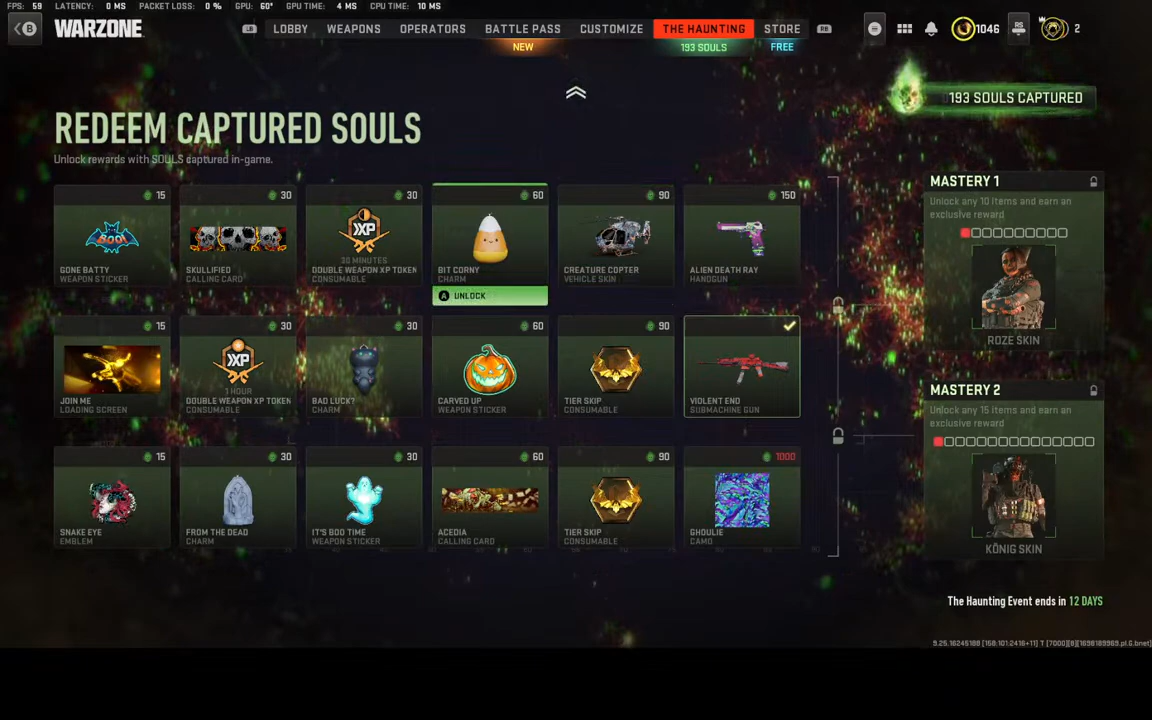 FPS: 59 LATENCY: 0 MS PACKET LOSS: 0 % GPU: 60° GPU TIME: 4 MS CPU TIME: 10 MS
B WARZONE LB LOBBY WEAPONS OPERATORS BATTLE PASS CUSTOMIZE THE HAUNTING STORE RB 1046 RS 2
NEW 193 SOULS FREE
193 SOULS CAPTURED
REDEEM CAPTURED SOULS
Unlock rewards with SOULS captured in-game.
15 30 30 60 90 150
BOO!
XP
30 MINUTES
GONE BATTY SKULLIFIED DOUBLE WEAPON XP TOKEN BIT CORNY CREATURE COPTER ALIEN DEATH RAY
WEAPON STICKER CALLING CARD CONSUMABLE CHARM VEHICLE SKIN HANDGUN
A UNLOCK
15 30 30 60 90
XP
1 HOUR
JOIN ME DOUBLE WEAPON XP TOKEN BAD LUCK? CARVED UP TIER SKIP VIOLENT END
LOADING SCREEN CONSUMABLE CHARM WEAPON STICKER CONSUMABLE SUBMACHINE GUN
15 30 30 60 90 1000
SNAKE EYE FROM THE DEAD IT'S BOO TIME ACEDIA TIER SKIP GHOULIE
EMBLEM CHARM WEAPON STICKER CALLING CARD CONSUMABLE CAMO
MASTERY 1
Unlock any 10 items and earn an
exclusive reward
ROZE SKIN
MASTERY 2
Unlock any 15 items and earn an
exclusive reward
KÖNIG SKIN
The Haunting Event ends in 12 DAYS